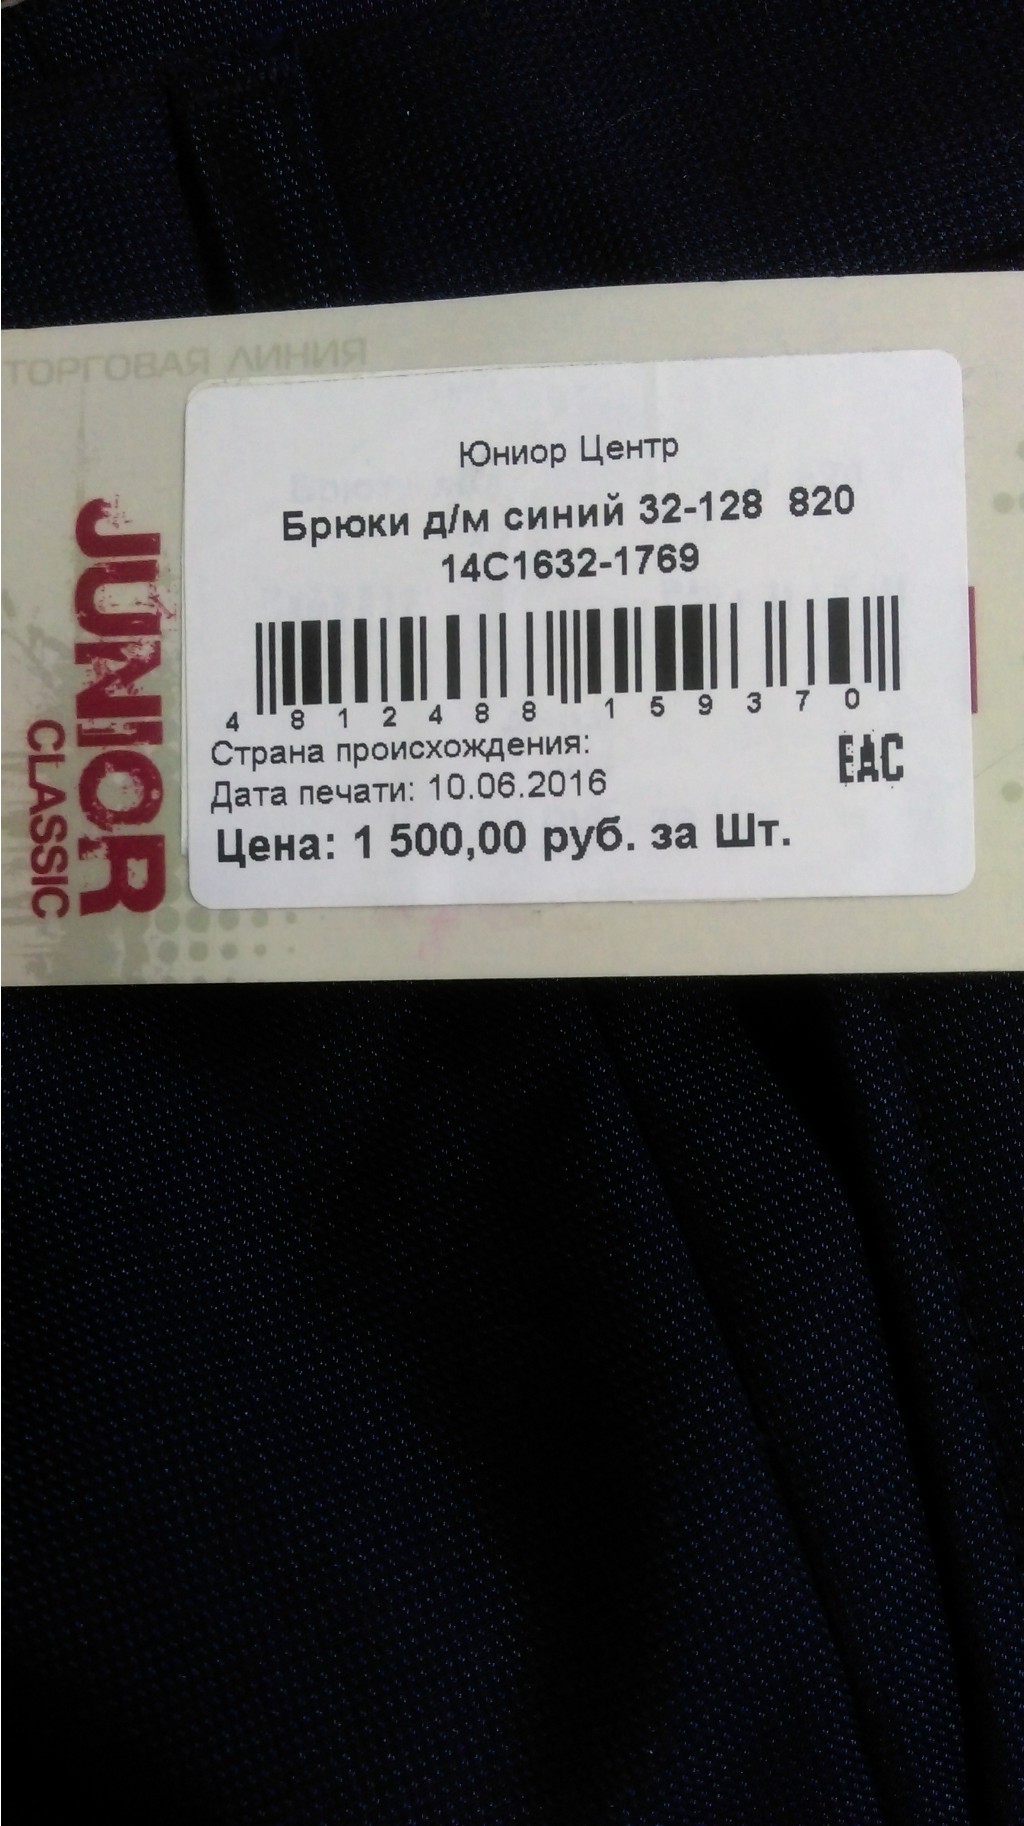 ТОРГОВАЯ ЛИНИЯ
JUNIOR
CLASSIC
Юниор Центр
Брюки д/м синий 32-128 820
14С1632-1769
4 812488 159370
Страна происхождения:
Дата печати: 10.06.2016
EAC
Цена: 1 500,00 руб. за Шт.